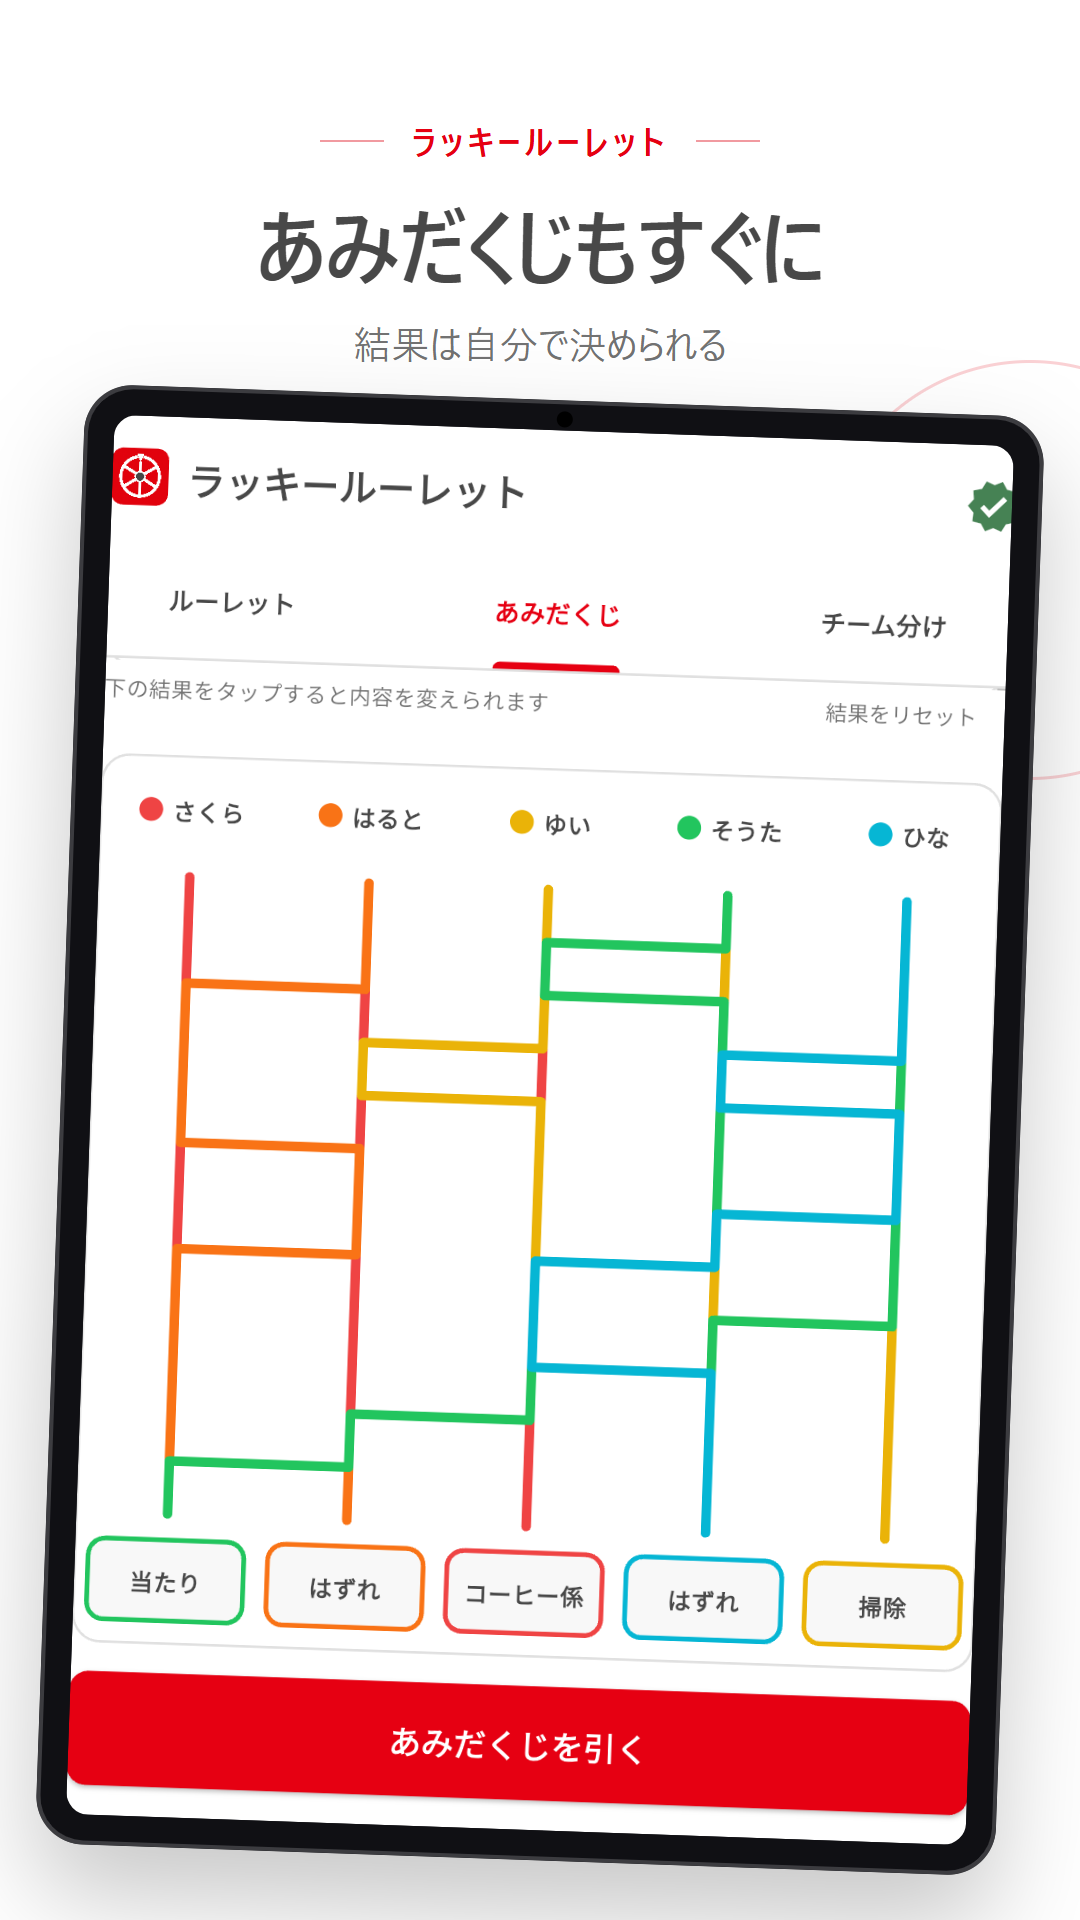 ラッキールーレット
あみだくじもすぐに
結果は自分で決められる
ラッキールーレット
ルーレット あみだくじ チーム分け
下の結果をタップすると内容を変えられます 結果をリセット
さくら はると ゆい そうた ひな
当たり はずれ コーヒー係 はずれ 掃除
あみだくじを引く